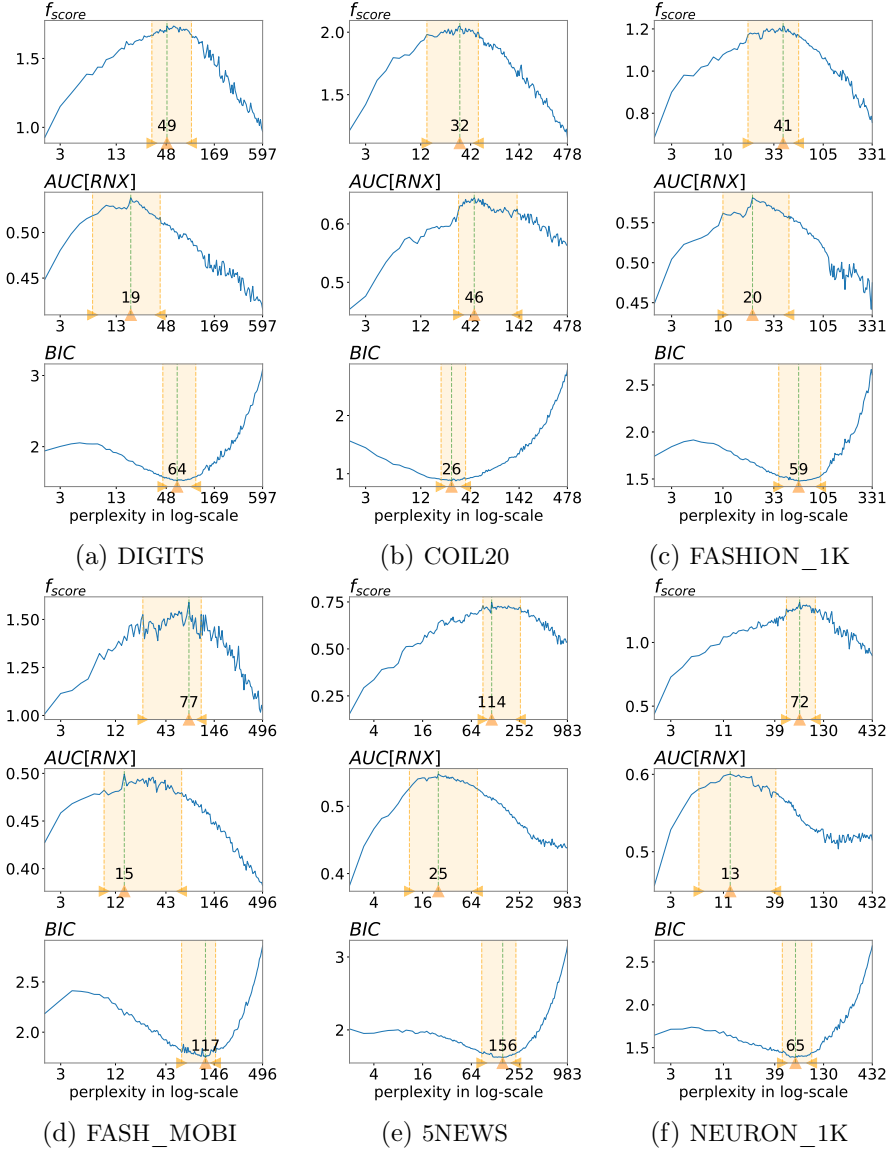 f_score f_score f_score
1.5
1.0
49
3 13 48 169 597
2.0
1.5
32
3 12 42 142 478
1.2
1.0
0.8
41
3 10 33 105 331
AUC[RNX] AUC[RNX] AUC[RNX]
0.50
0.45
19
3 13 48 169 597
0.6
0.5
46
3 12 42 142 478
0.55
0.50
0.45
20
3 10 33 105 331
BIC BIC BIC
3
2
64
3 13 48 169 597
2
1
26
3 12 42 142 478
2.5
2.0
1.5
59
3 10 33 105 331
perplexity in log-scale perplexity in log-scale perplexity in log-scale
(a) DIGITS (b) COIL20 (c) FASHION_1K
f_score f_score f_score
1.50
1.25
1.00
77
3 12 43 146 496
0.75
0.50
0.25
114
4 16 64 252 983
1.0
0.5
72
3 11 39 130 432
AUC[RNX] AUC[RNX] AUC[RNX]
0.50
0.45
0.40
15
3 12 43 146 496
0.5
0.4
25
4 16 64 252 983
0.6
0.5
13
3 11 39 130 432
BIC BIC BIC
2.5
2.0
117
3 12 43 146 496
3
2
156
4 16 64 252 983
2.5
2.0
1.5
65
3 11 39 130 432
perplexity in log-scale perplexity in log-scale perplexity in log-scale
(d) FASH_MOBI (e) 5NEWS (f) NEURON_1K